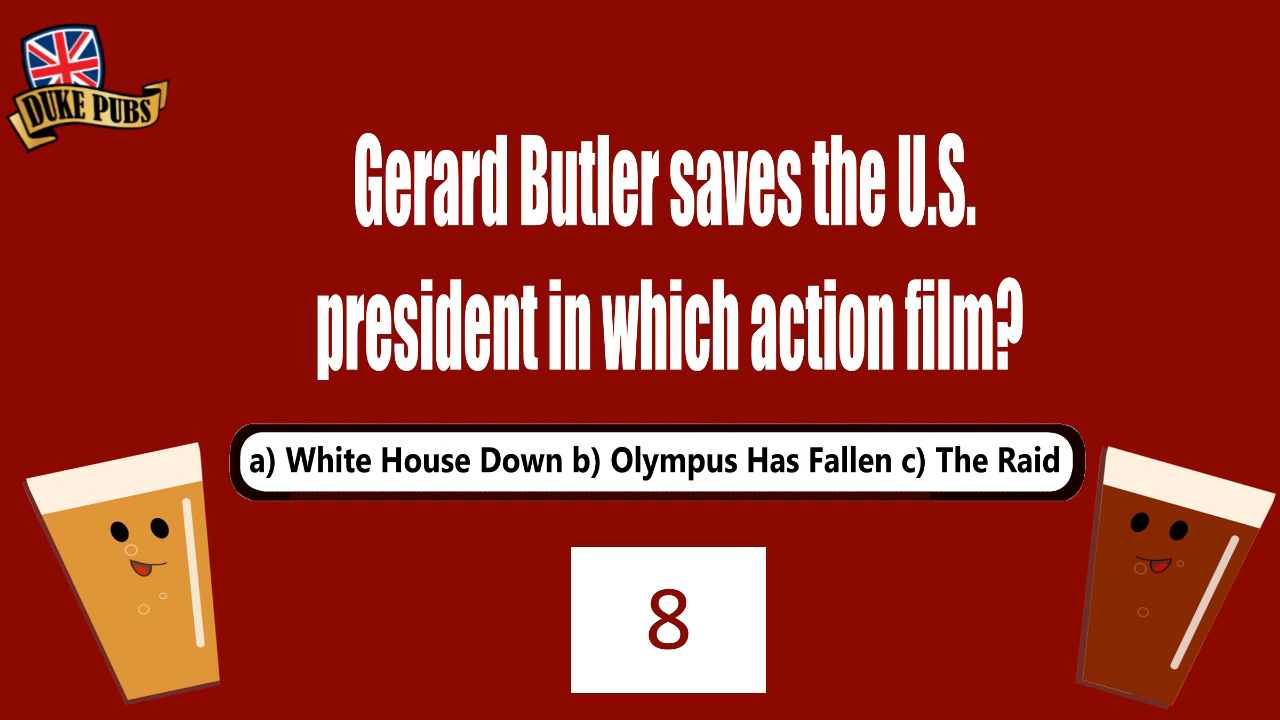 DUKE PUBS
Gerard Butler saves the U.S.
president in which action film?
a) White House Down b) Olympus Has Fallen c) The Raid
8